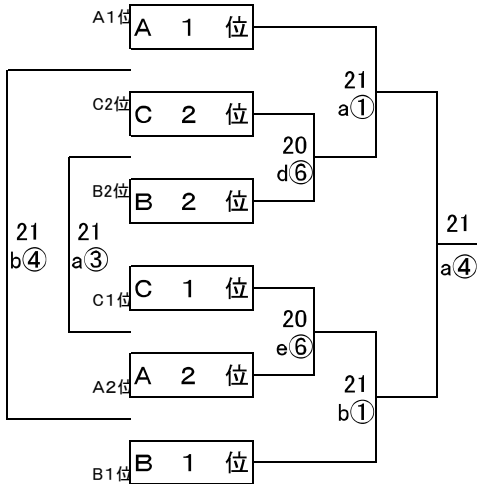 A1位
A 1 位
21
a①
C2位
C 2 位
20
d⑥
B2位
B 2 位
21
b④
21
a③
21
a④
C1位
C 1 位
20
e⑥
A2位
A 2 位
21
b①
B1位
B 1 位